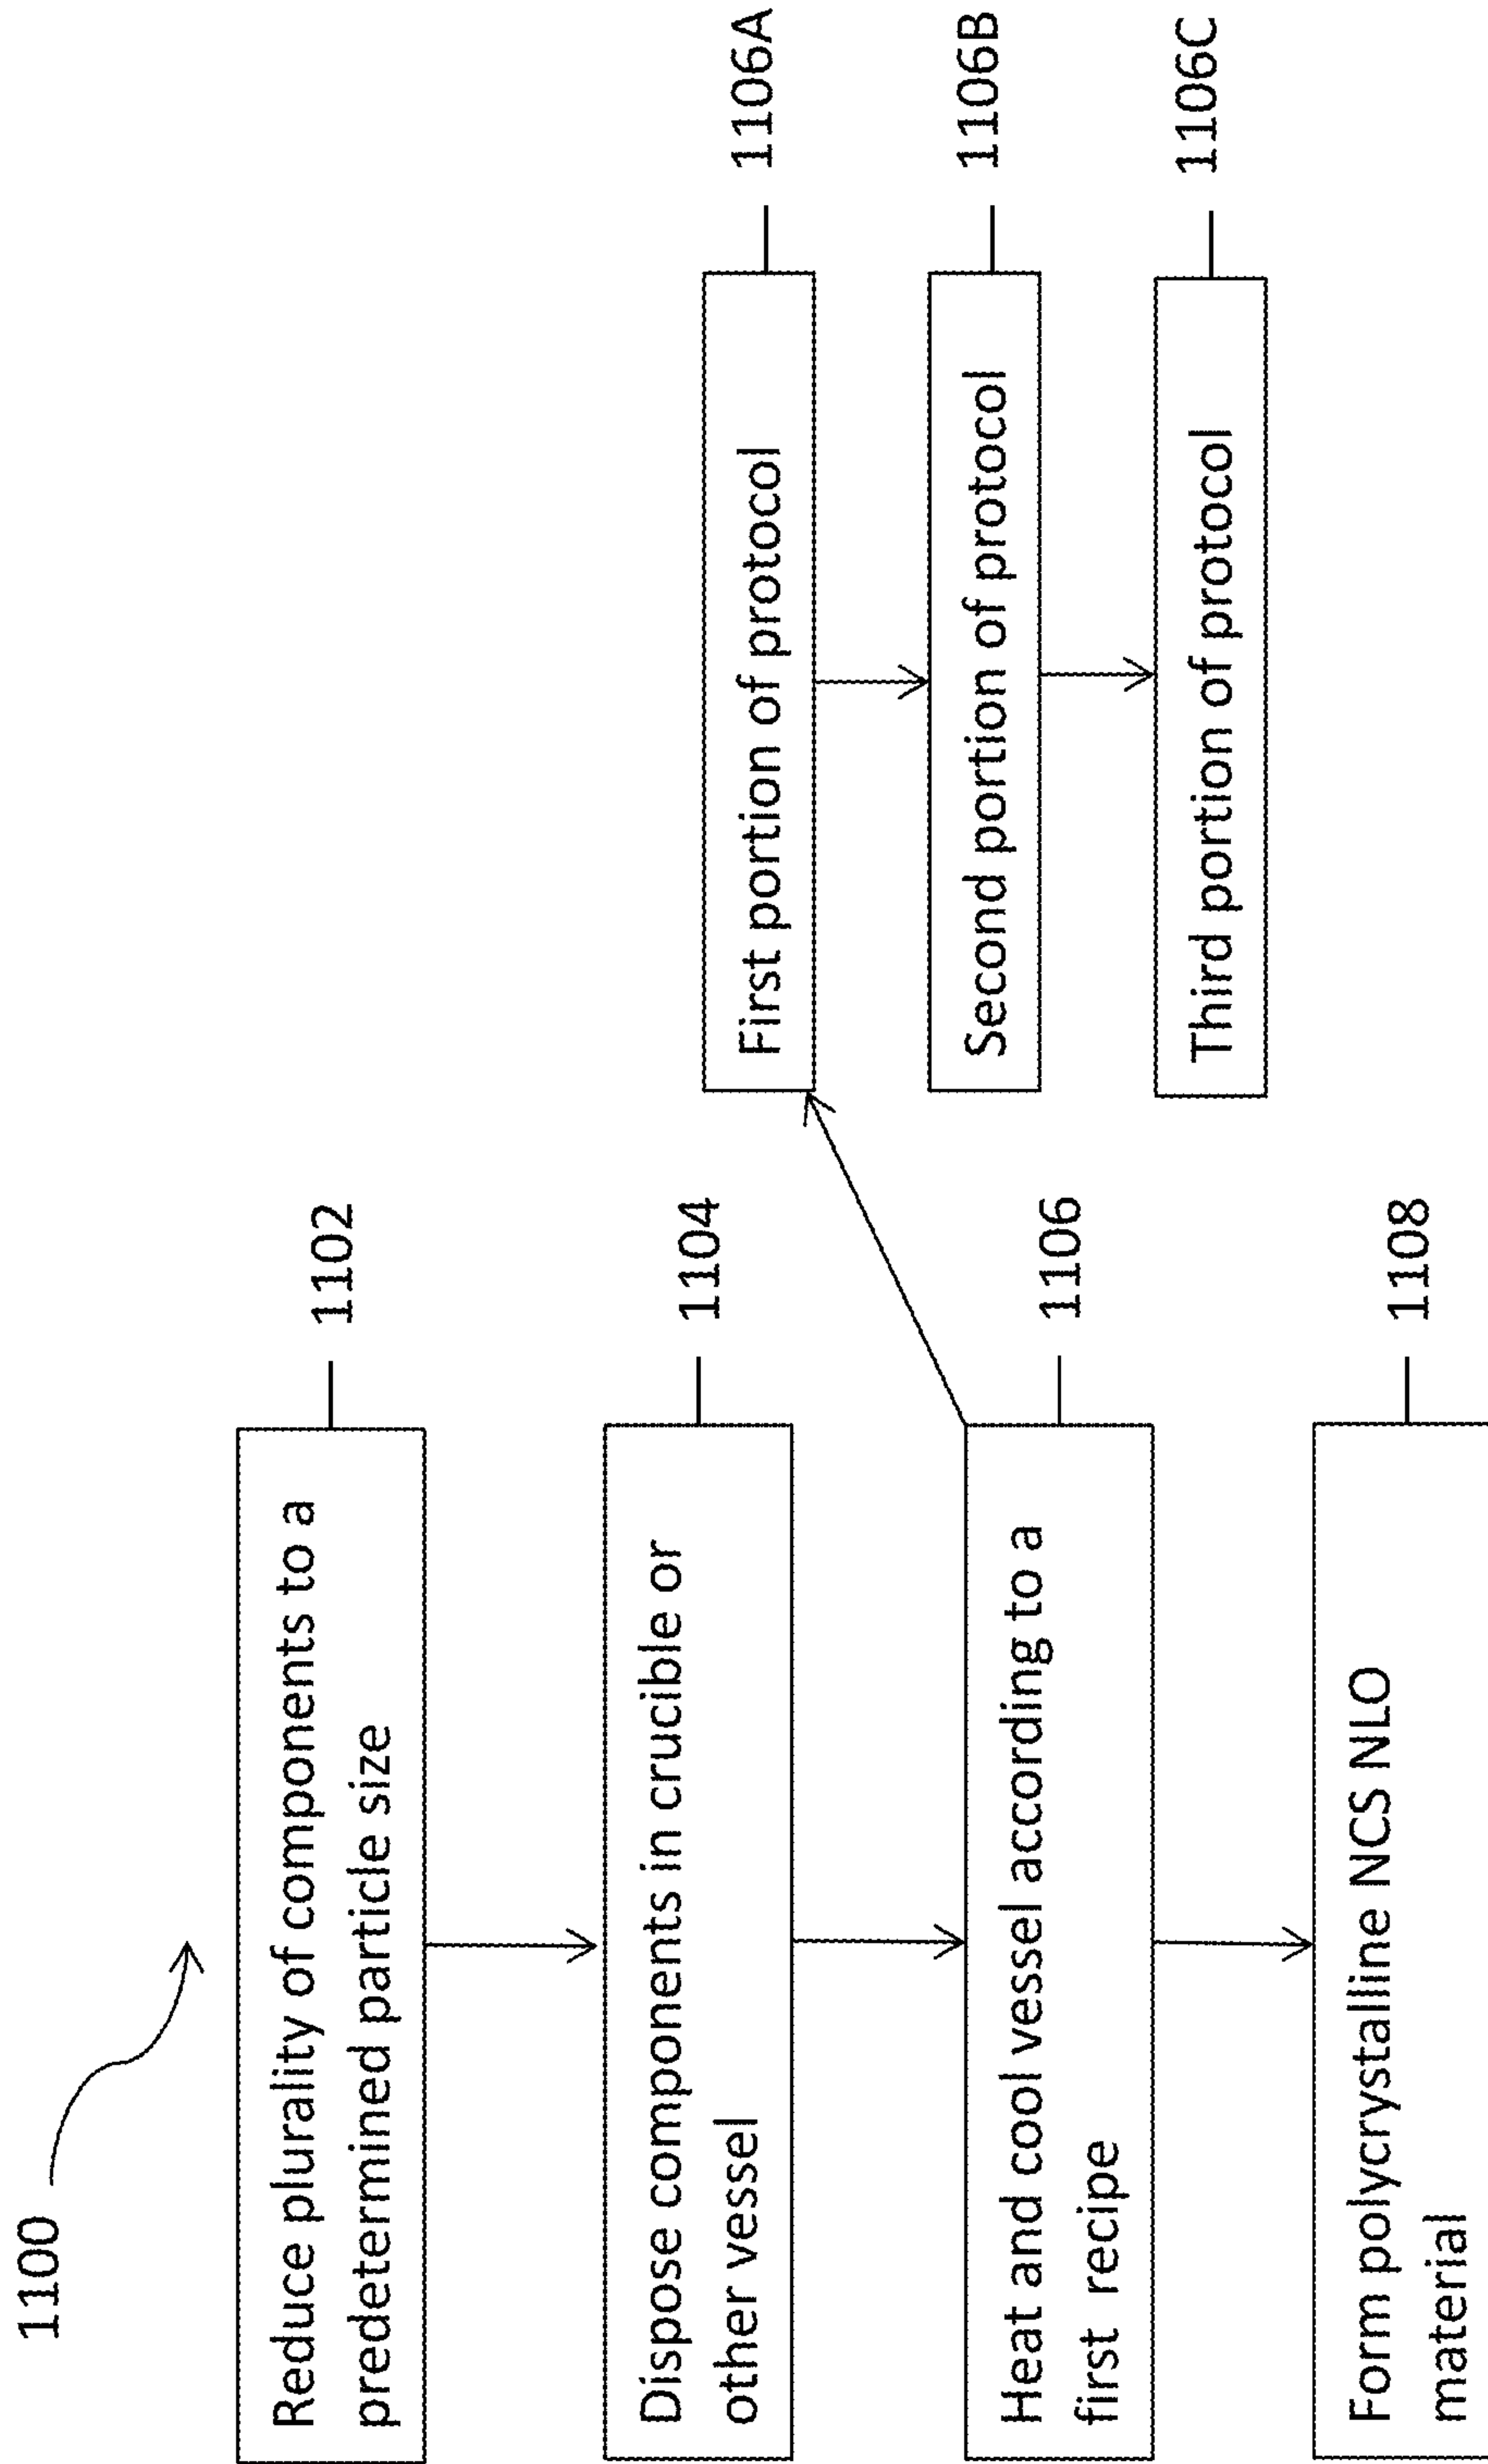 1100
Reduce plurality of components to a
predetermined particle size
1102
Dispose components in crucible or
other vessel
1104
Heat and cool vessel according to a
first recipe
1106
Form polycrystalline NCS NLO
material
1108
First portion of protocol
1106A
Second portion of protocol
1106B
Third portion of protocol
1106C